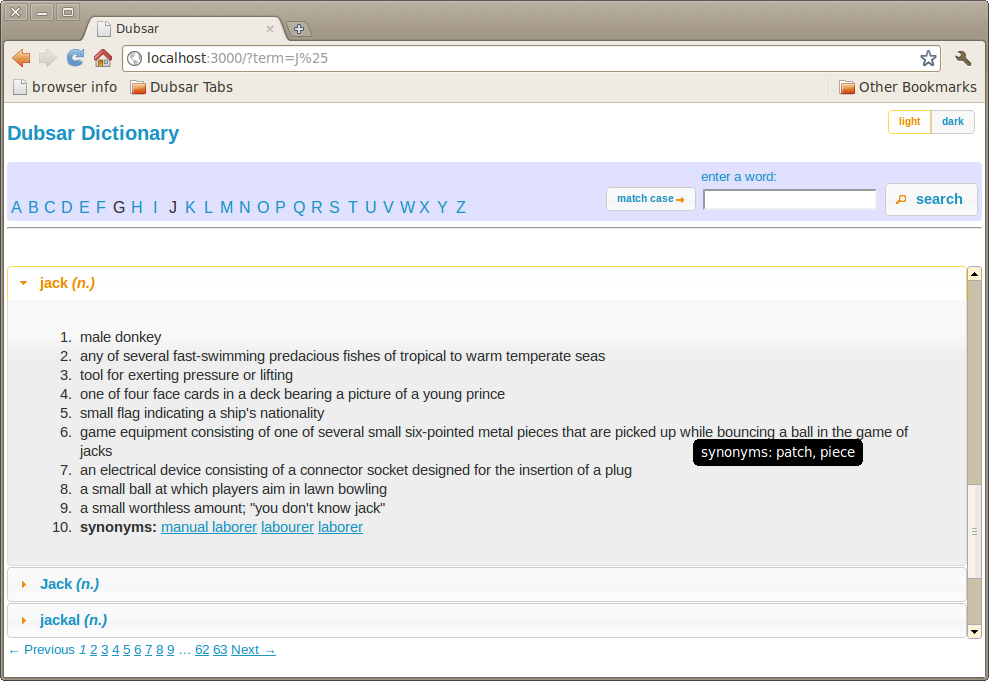 Dubsar
localhost:3000/?term=J%25
browser info Dubsar Tabs Other Bookmarks
light dark
Dubsar Dictionary
enter a word:
A B C D E F G H I J K L M N O P Q R S T U V W X Y Z match case→ search
jack (n.)
1. male donkey
2. any of several fast-swimming predacious fishes of tropical to warm temperate seas
3. tool for exerting pressure or lifting
4. one of four face cards in a deck bearing a picture of a young prince
5. small flag indicating a ship's nationality
6. game equipment consisting of one of several small six-pointed metal pieces that are picked up while bouncing a ball in the game of
jacks
synonyms: patch, piece
7. an electrical device consisting of a connector socket designed for the insertion of a plug
8. a small ball at which players aim in lawn bowling
9. a small worthless amount; "you don't know jack"
10. synonyms: manual laborer labourer laborer
Jack (n.)
jackal (n.)
← Previous 1 2 3 4 5 6 7 8 9 … 62 63 Next →